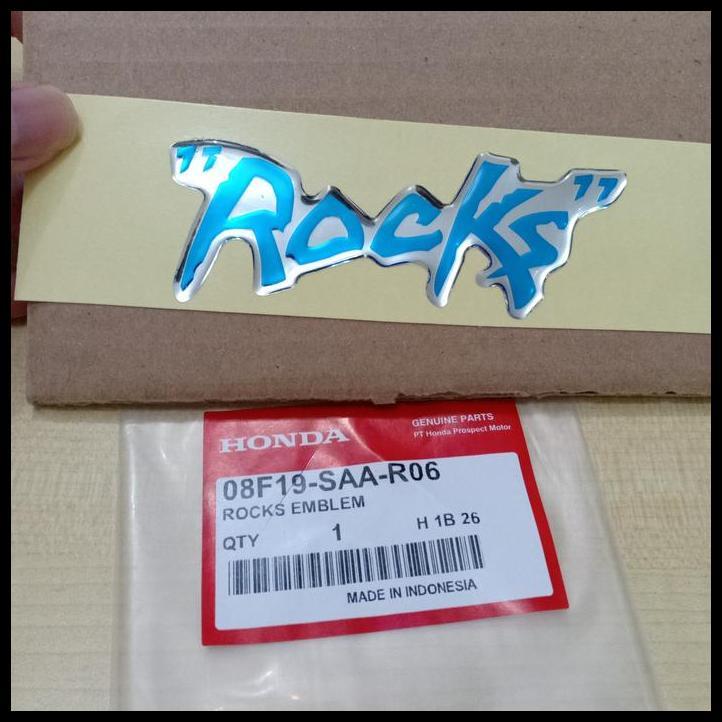 "Rocks"
HONDA
GENUINE PARTS
PT Honda Prospect Motor
08F19-SAA-R06
ROCKS EMBLEM
QTY 1 H 1B 26
MADE IN INDONESIA